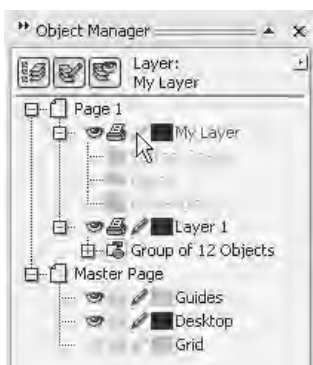 Object Manager
Layer:
My Layer
Page 1
My Layer
Layer 1
Group of 12 Objects
Master Page
Guides
Desktop
Grid